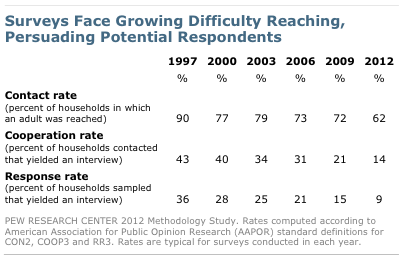 Surveys Face Growing Difficulty Reaching,
Persuading Potential Respondents
1997 2000 2003 2006 2009 2012
% % % % % %
Contact rate
(percent of households in which
an adult was reached) 90 77 79 73 72 62
Cooperation rate
(percent of households contacted
that yielded an interview) 43 40 34 31 21 14
Response rate
(percent of households sampled
that yielded an interview) 36 28 25 21 15 9
PEW RESEARCH CENTER 2012 Methodology Study. Rates computed according to
American Association for Public Opinion Research (AAPOR) standard definitions for
CON2, COOP3 and RR3. Rates are typical for surveys conducted in each year.